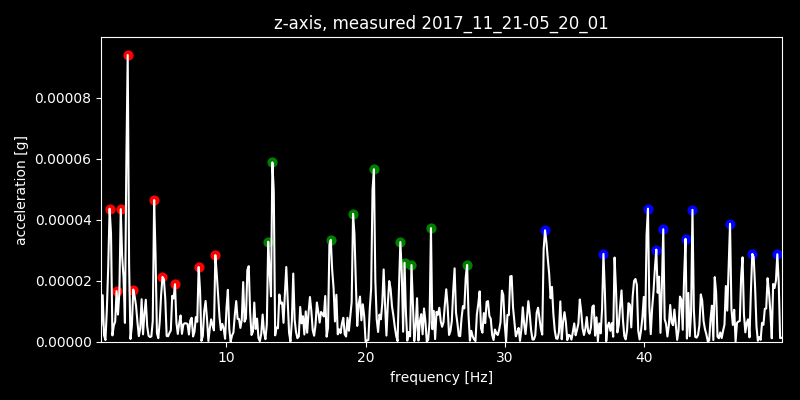 z-axis, measured 2017_11_21-05_20_01
acceleration [g]
0.00008
0.00006
0.00004
0.00002
0.00000
10 20 30 40
frequency [Hz]